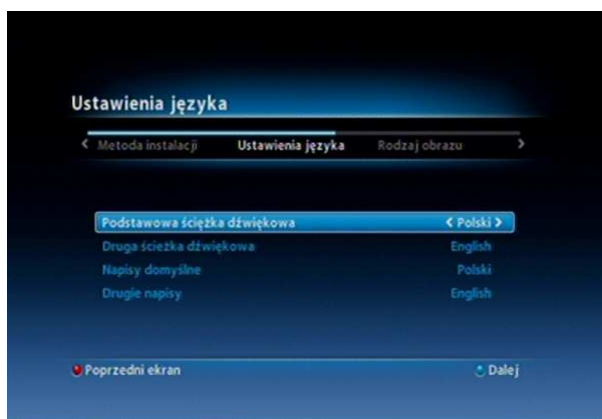 Ustawienia języka
< Metoda instalacji Ustawienia języka Rodzaj obrazu >
Podstawowa ściężka dźwiękowa < Polski >
Druga ścieżka dźwiękowa English
Napisy domyślne Polski
Drugie napisy English
Poprzedni ekran Dalej